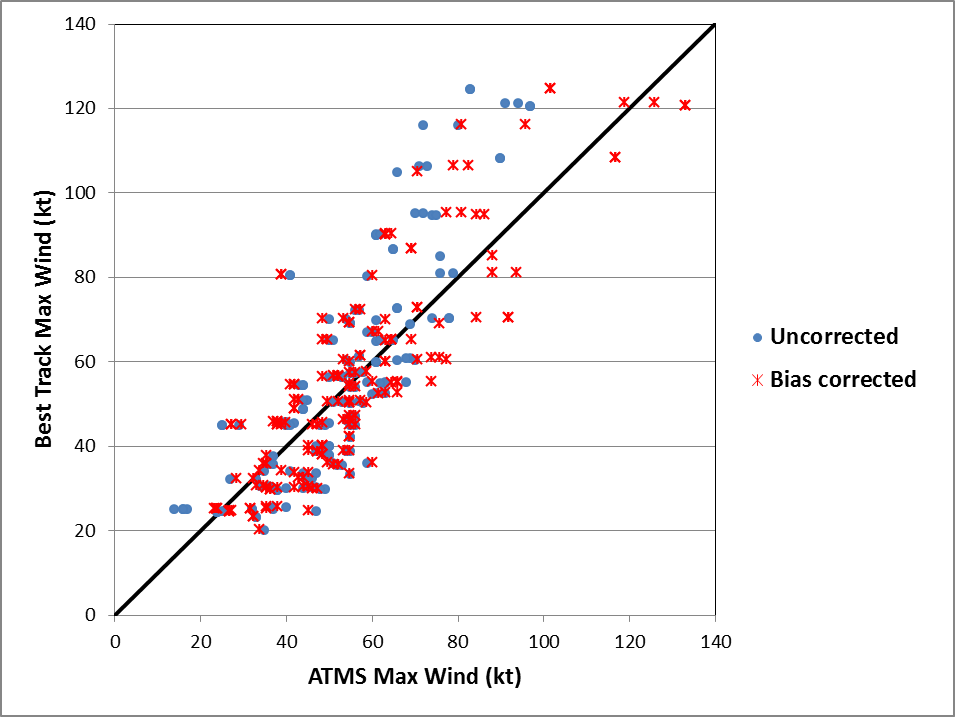 140
120
100
80
60
40
20
0
Best Track Max Wind (kt)
0 20 40 60 80 100 120 140
ATMS Max Wind (kt)
Uncorrected
Bias corrected